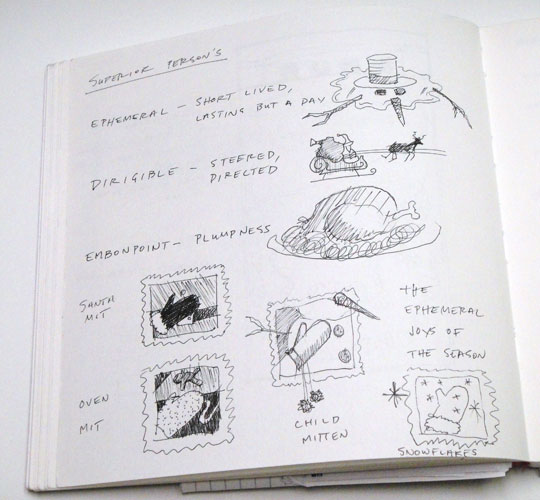 SUPERIOR PERSON'S
EPHEMERAL – SHORT LIVED,
LASTING BUT A DAY
DIRIGIBLE – STEERED,
DIRECTED
EMBONPOINT – PLUMPNESS
SANTA
MIT
OVEN
MIT
CHILD
MITTEN
THE
EPHEMERAL
JOYS OF
THE SEASON
SNOWFLAKES